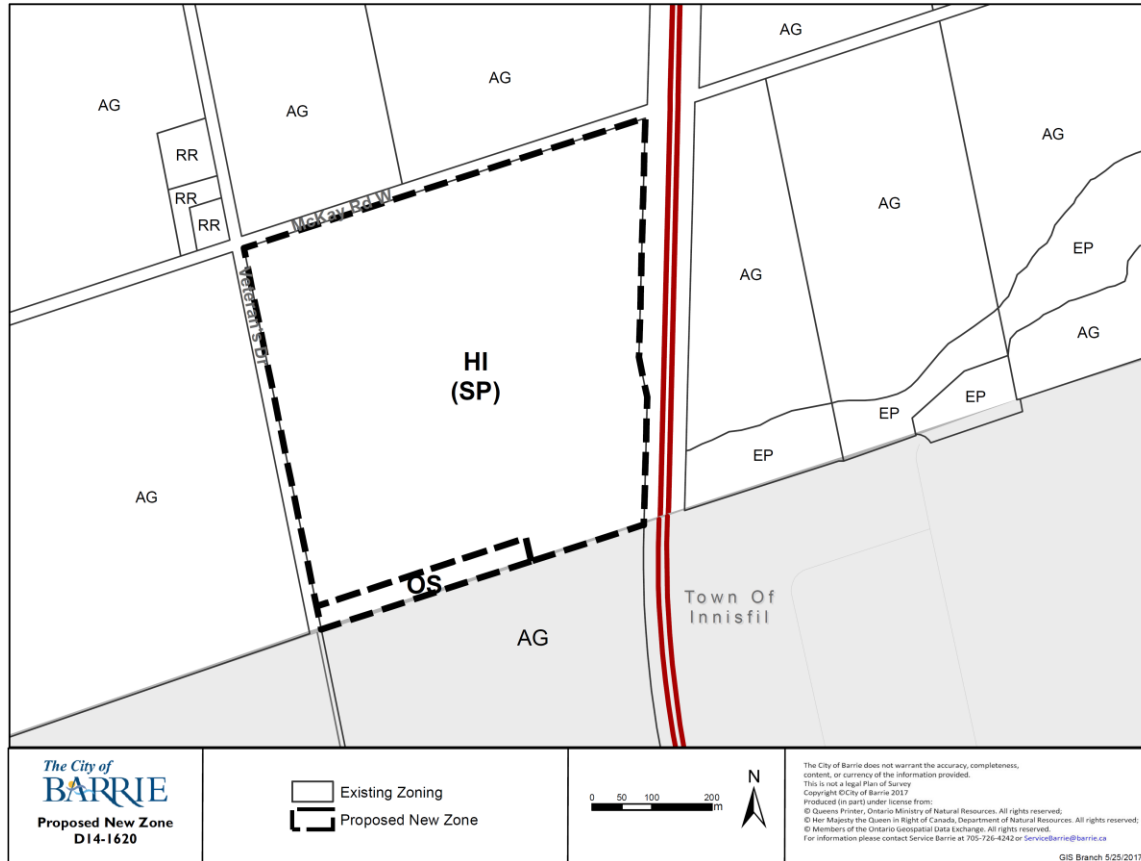 AG
AG
AG
AG
RR
RR
RR
McKay Rd W
Veteran's Dr
AG
AG
AG
EP
AG
HI
(SP)
EP
EP
EP
AG
OS
Town Of
Innisfil
AG
The City of
BARRIE
Proposed New Zone
D14-1620
Existing Zoning
Proposed New Zone
0 50 100 200
m
N
The City of Barrie does not warrant the accuracy, completeness,
content, or currency of the information provided.
This is not a legal Plan of Survey
Copyright ©City of Barrie 2017
Produced (in part) under license from:
© Queens Printer, Ontario Ministry of Natural Resources. All rights reserved;
© Her Majesty the Queen in Right of Canada, Department of Natural Resources. All rights reserved;
© Members of the Ontario Geospatial Data Exchange. All rights reserved.
For information please contact Service Barrie at 705-726-4242 or ServiceBarrie@barrie.ca
GIS Branch 5/25/2017